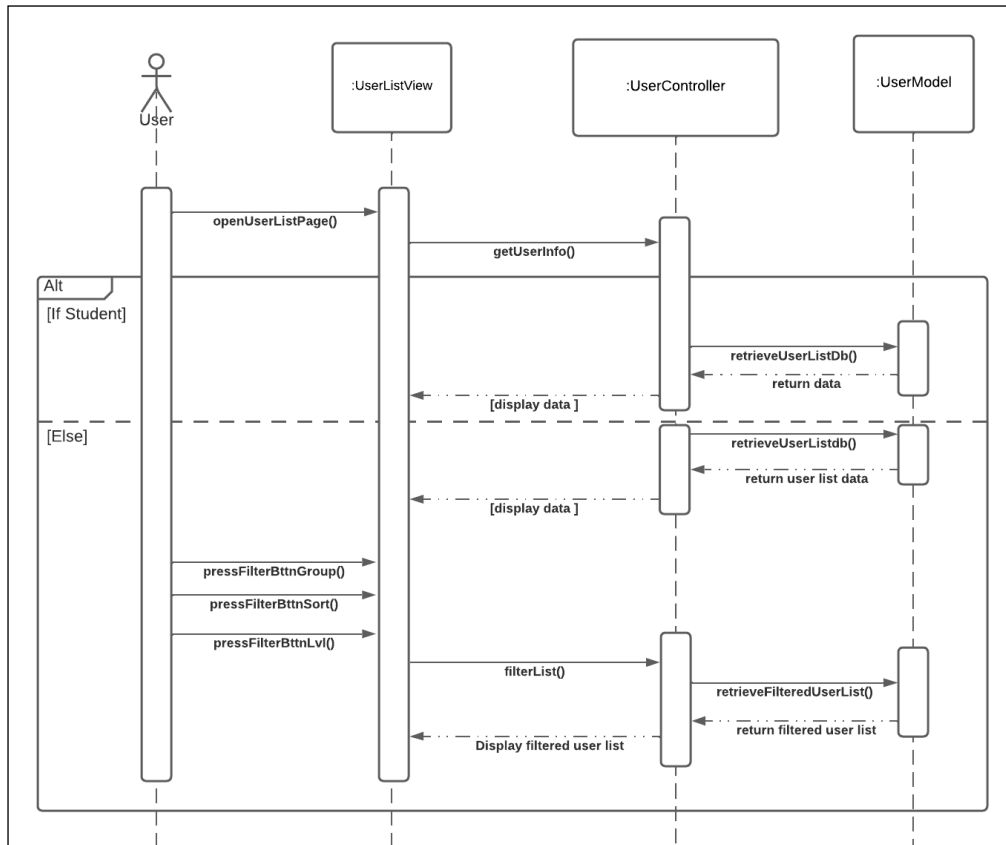 :UserListView
:UserController
:UserModel
User
openUserListPage()
getUserInfo()
Alt
[If Student]
retrieveUserListDb()
return data
[display data ]
[Else]
retrieveUserListdb()
return user list data
[display data ]
pressFilterBttnGroup()
pressFilterBttnSort()
pressFilterBttnLvl()
filterList()
retrieveFilteredUserList()
return filtered user list
Display filtered user list